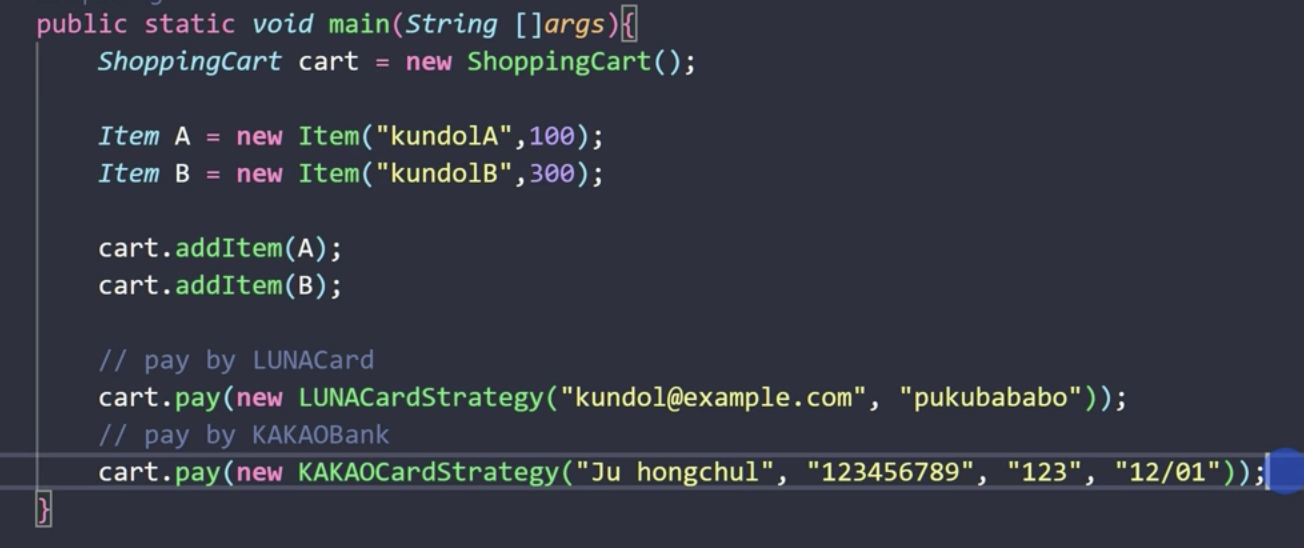 public static void main(String []args){
ShoppingCart cart = new ShoppingCart();
Item A = new Item("kundolA",100);
Item B = new Item("kundolB",300);
cart.addItem(A);
cart.addItem(B);
// pay by LUNACard
cart.pay(new LUNACardStrategy("kundol@example.com", "pukubababo"));
// pay by KAKAOBank
cart.pay(new KAKAOCardStrategy("Ju hongchul", "123456789", "123", "12/01"));
}